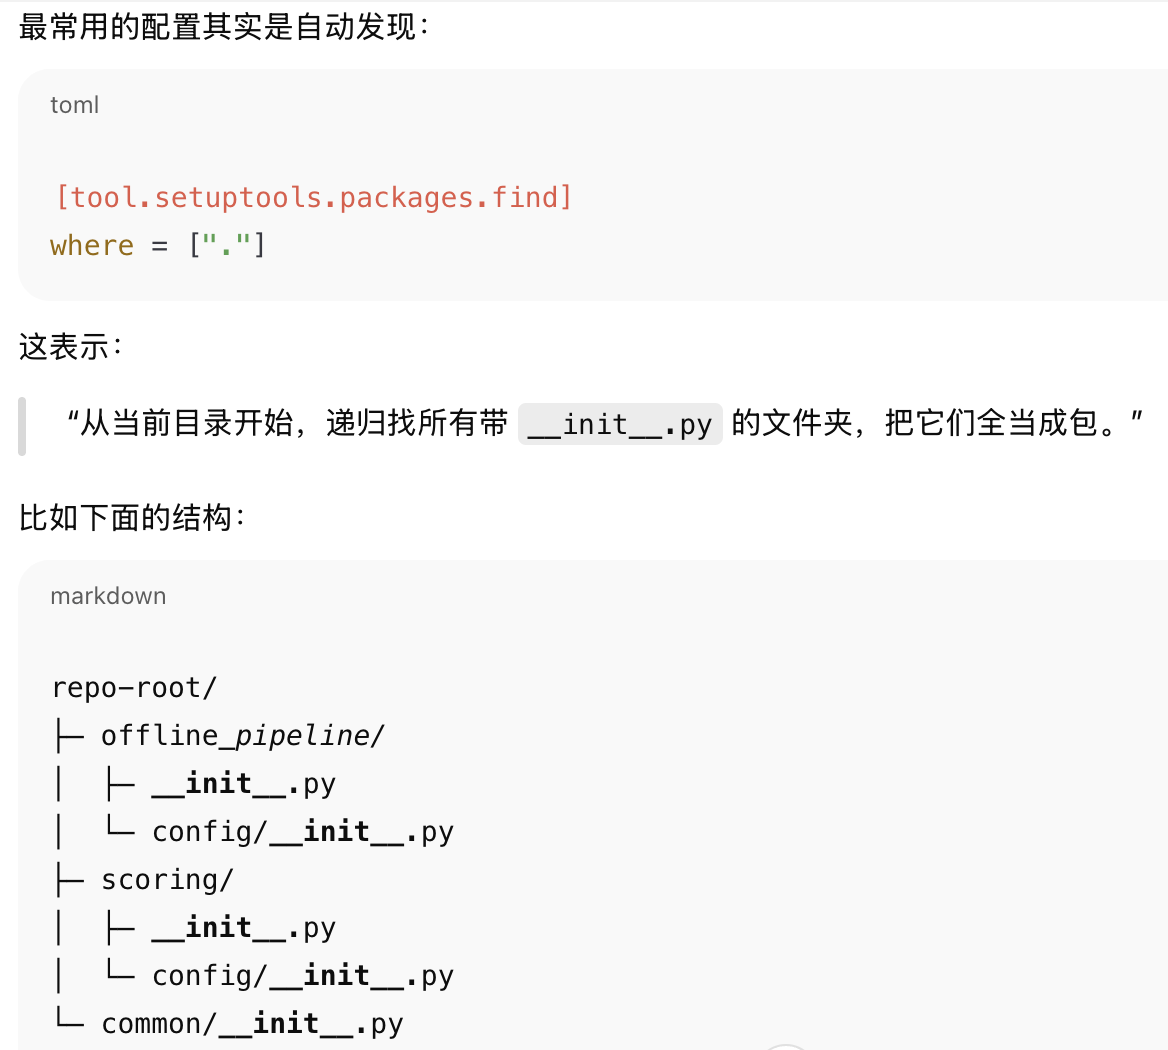 最常用的配置其实是自动发现：
toml
[tool.setuptools.packages.find]
where = ["."]
这表示：
“从当前目录开始，递归找所有带 __init__.py 的文件夹，把它们全当成包。”
比如下面的结构：
markdown
repo-root/
├─ offline_pipeline/
│  ├─ __init__.py
│  └─ config/__init__.py
├─ scoring/
│  ├─ __init__.py
│  └─ config/__init__.py
└─ common/__init__.py